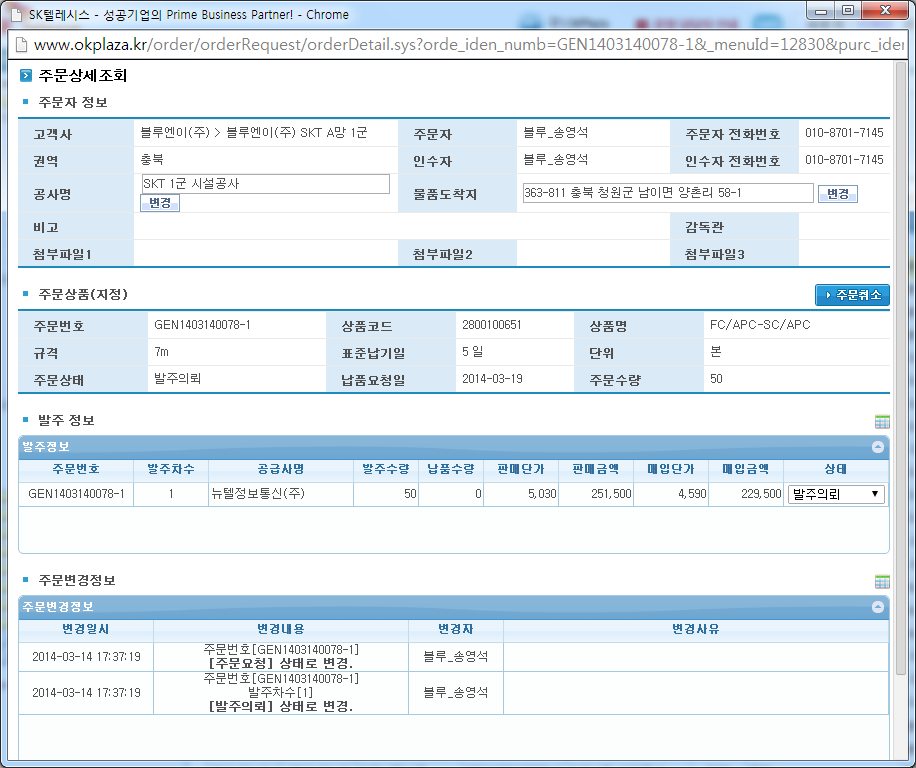 SK텔레시스 - 성공기업의 Prime Business Partner! - Chrome
www.okplaza.kr/order/orderRequest/orderDetail.sys?orde_iden_numb=GEN1403140078-1&_menuId=12830&purc_iden
주문상세조회
주문자 정보
고객사 블루엔이(주) > 블루엔이(주) SKT A망 1군 주문자 블루_송영석 주문자 전화번호 010-8701-7145
권역 충북 인수자 블루_송영석 인수자 전화번호 010-8701-7145
공사명 SKT 1군 시설공사 변경 물품도착지 363-811 충북 청원군 남이면 양촌리 58-1 변경
비고 감독관
첨부파일1 첨부파일2 첨부파일3
주문상품(지정) 주문취소
주문번호 GEN1403140078-1 상품코드 2800100651 상품명 FC/APC-SC/APC
규격 7m 표준납기일 5 일 단위 본
주문상태 발주의뢰 납품요청일 2014-03-19 주문수량 50
발주 정보
발주정보
주문번호 발주차수 공급사명 발주수량 납품수량 판매단가 판매금액 매입단가 매입금액 상태
GEN1403140078-1 1 뉴텔정보통신(주) 50 0 5,030 251,500 4,590 229,500 발주의뢰
주문변경정보
주문변경정보
변경일시 변경내용 변경자 변경사유
2014-03-14 17:37:19 주문번호[GEN1403140078-1] 블루_송영석
[주문요청] 상태로 변경.
2014-03-14 17:37:19 주문번호[GEN1403140078-1] 블루_송영석
발주차수[1]
[발주의뢰] 상태로 변경.